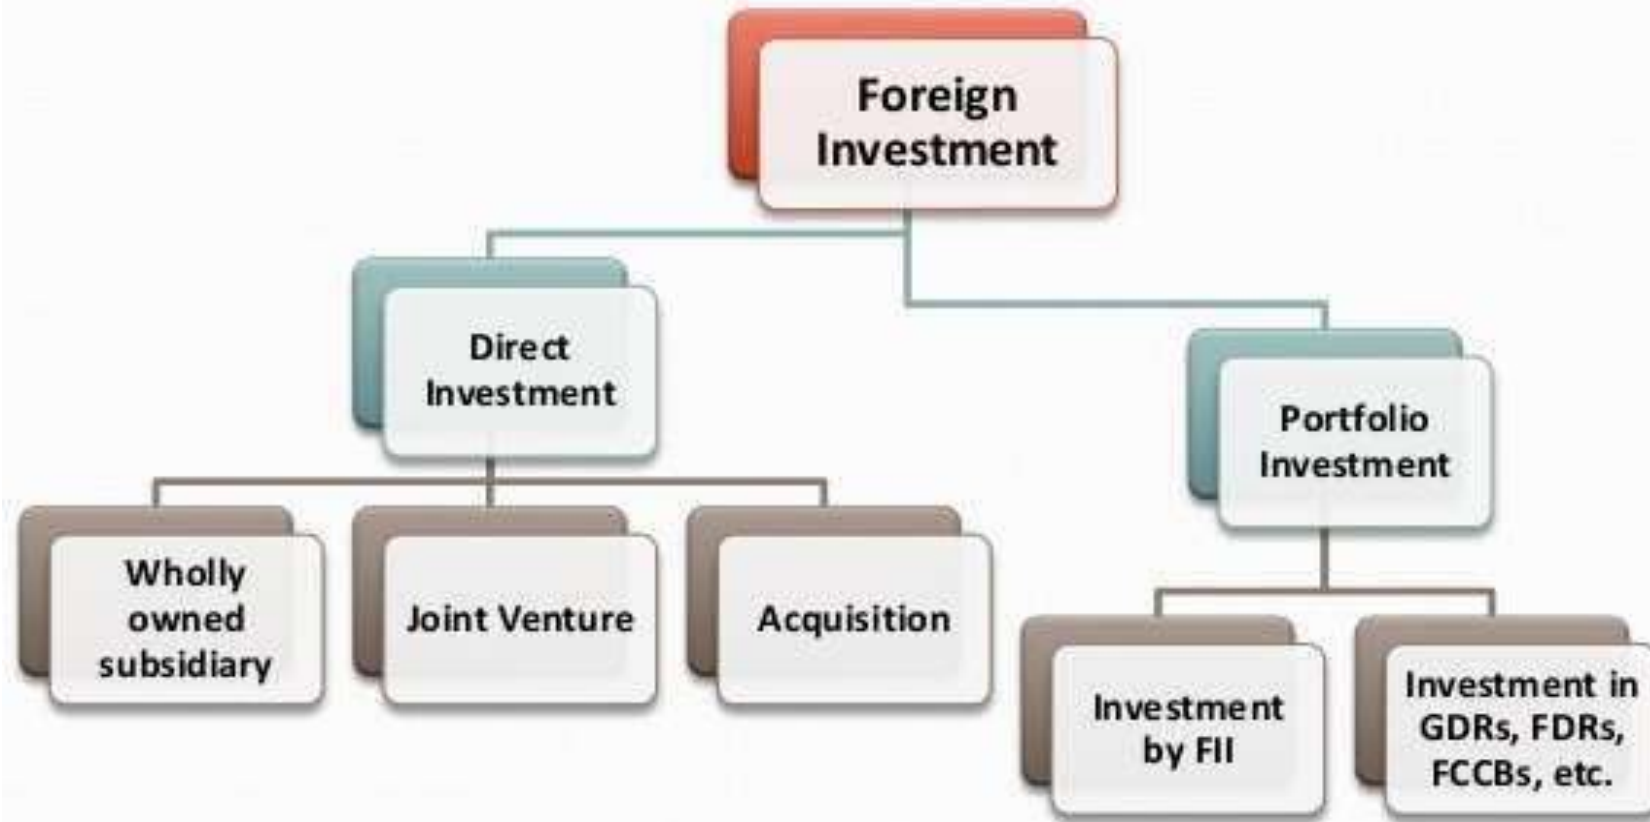 Foreign
Investment
Direct
Investment
Portfolio
Investment
Wholly
owned
subsidiary
Joint Venture
Acquisition
Investment
by FII
Investment in
GDRs, FDRs,
FCCBs, etc.